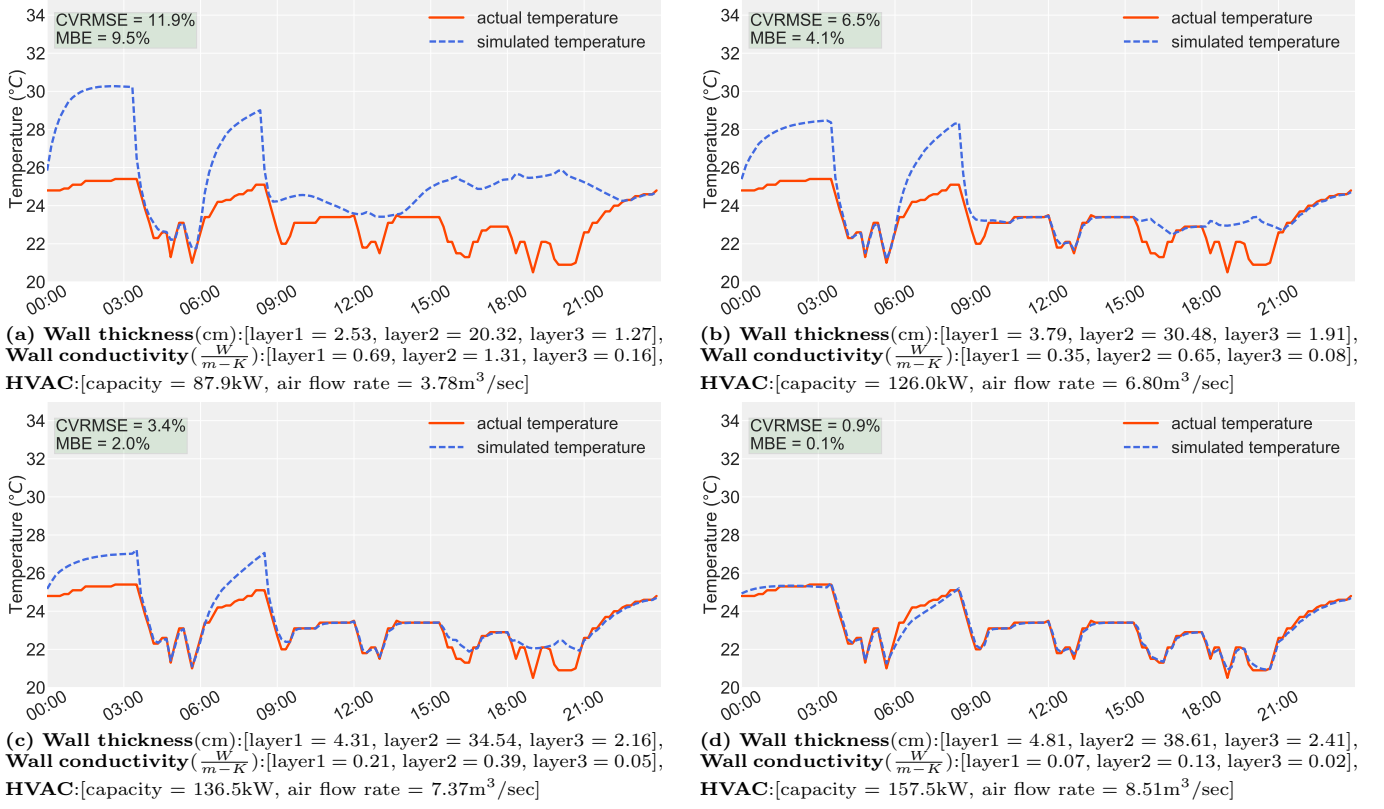 CVRMSE = 11.9%
MBE = 9.5%
actual temperature
simulated temperature
Temperature (°C)
34
32
30
28
26
24
22
20
00:00
03:00
06:00
09:00
12:00
15:00
18:00
21:00
(a) Wall thickness(cm):[layer1 = 2.53, layer2 = 20.32, layer3 = 1.27],
Wall conductivity(W/m−K):[layer1 = 0.69, layer2 = 1.31, layer3 = 0.16],
HVAC:[capacity = 87.9kW, air flow rate = 3.78m³/sec]
CVRMSE = 6.5%
MBE = 4.1%
actual temperature
simulated temperature
Temperature (°C)
34
32
30
28
26
24
22
20
00:00
03:00
06:00
09:00
12:00
15:00
18:00
21:00
(b) Wall thickness(cm):[layer1 = 3.79, layer2 = 30.48, layer3 = 1.91],
Wall conductivity(W/m−K):[layer1 = 0.35, layer2 = 0.65, layer3 = 0.08],
HVAC:[capacity = 126.0kW, air flow rate = 6.80m³/sec]
CVRMSE = 3.4%
MBE = 2.0%
actual temperature
simulated temperature
Temperature (°C)
34
32
30
28
26
24
22
20
00:00
03:00
06:00
09:00
12:00
15:00
18:00
21:00
(c) Wall thickness(cm):[layer1 = 4.31, layer2 = 34.54, layer3 = 2.16],
Wall conductivity(W/m−K):[layer1 = 0.21, layer2 = 0.39, layer3 = 0.05],
HVAC:[capacity = 136.5kW, air flow rate = 7.37m³/sec]
CVRMSE = 0.9%
MBE = 0.1%
actual temperature
simulated temperature
Temperature (°C)
34
32
30
28
26
24
22
20
00:00
03:00
06:00
09:00
12:00
15:00
18:00
21:00
(d) Wall thickness(cm):[layer1 = 4.81, layer2 = 38.61, layer3 = 2.41],
Wall conductivity(W/m−K):[layer1 = 0.07, layer2 = 0.13, layer3 = 0.02],
HVAC:[capacity = 157.5kW, air flow rate = 8.51m³/sec]